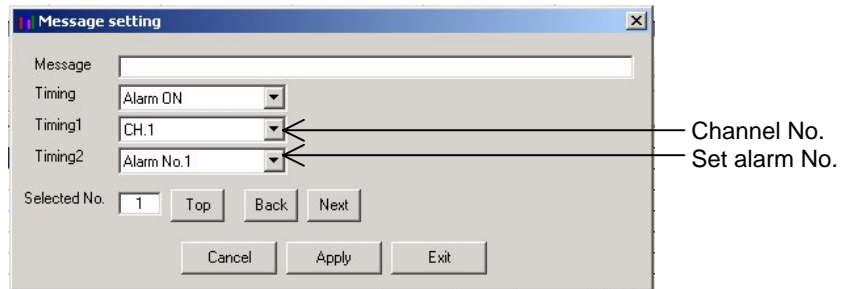 Message setting
Message
Timing Alarm ON
Timing1 CH.1 Channel No.
Timing2 Alarm No.1 Set alarm No.
Selected No. 1 Top Back Next
Cancel Apply Exit